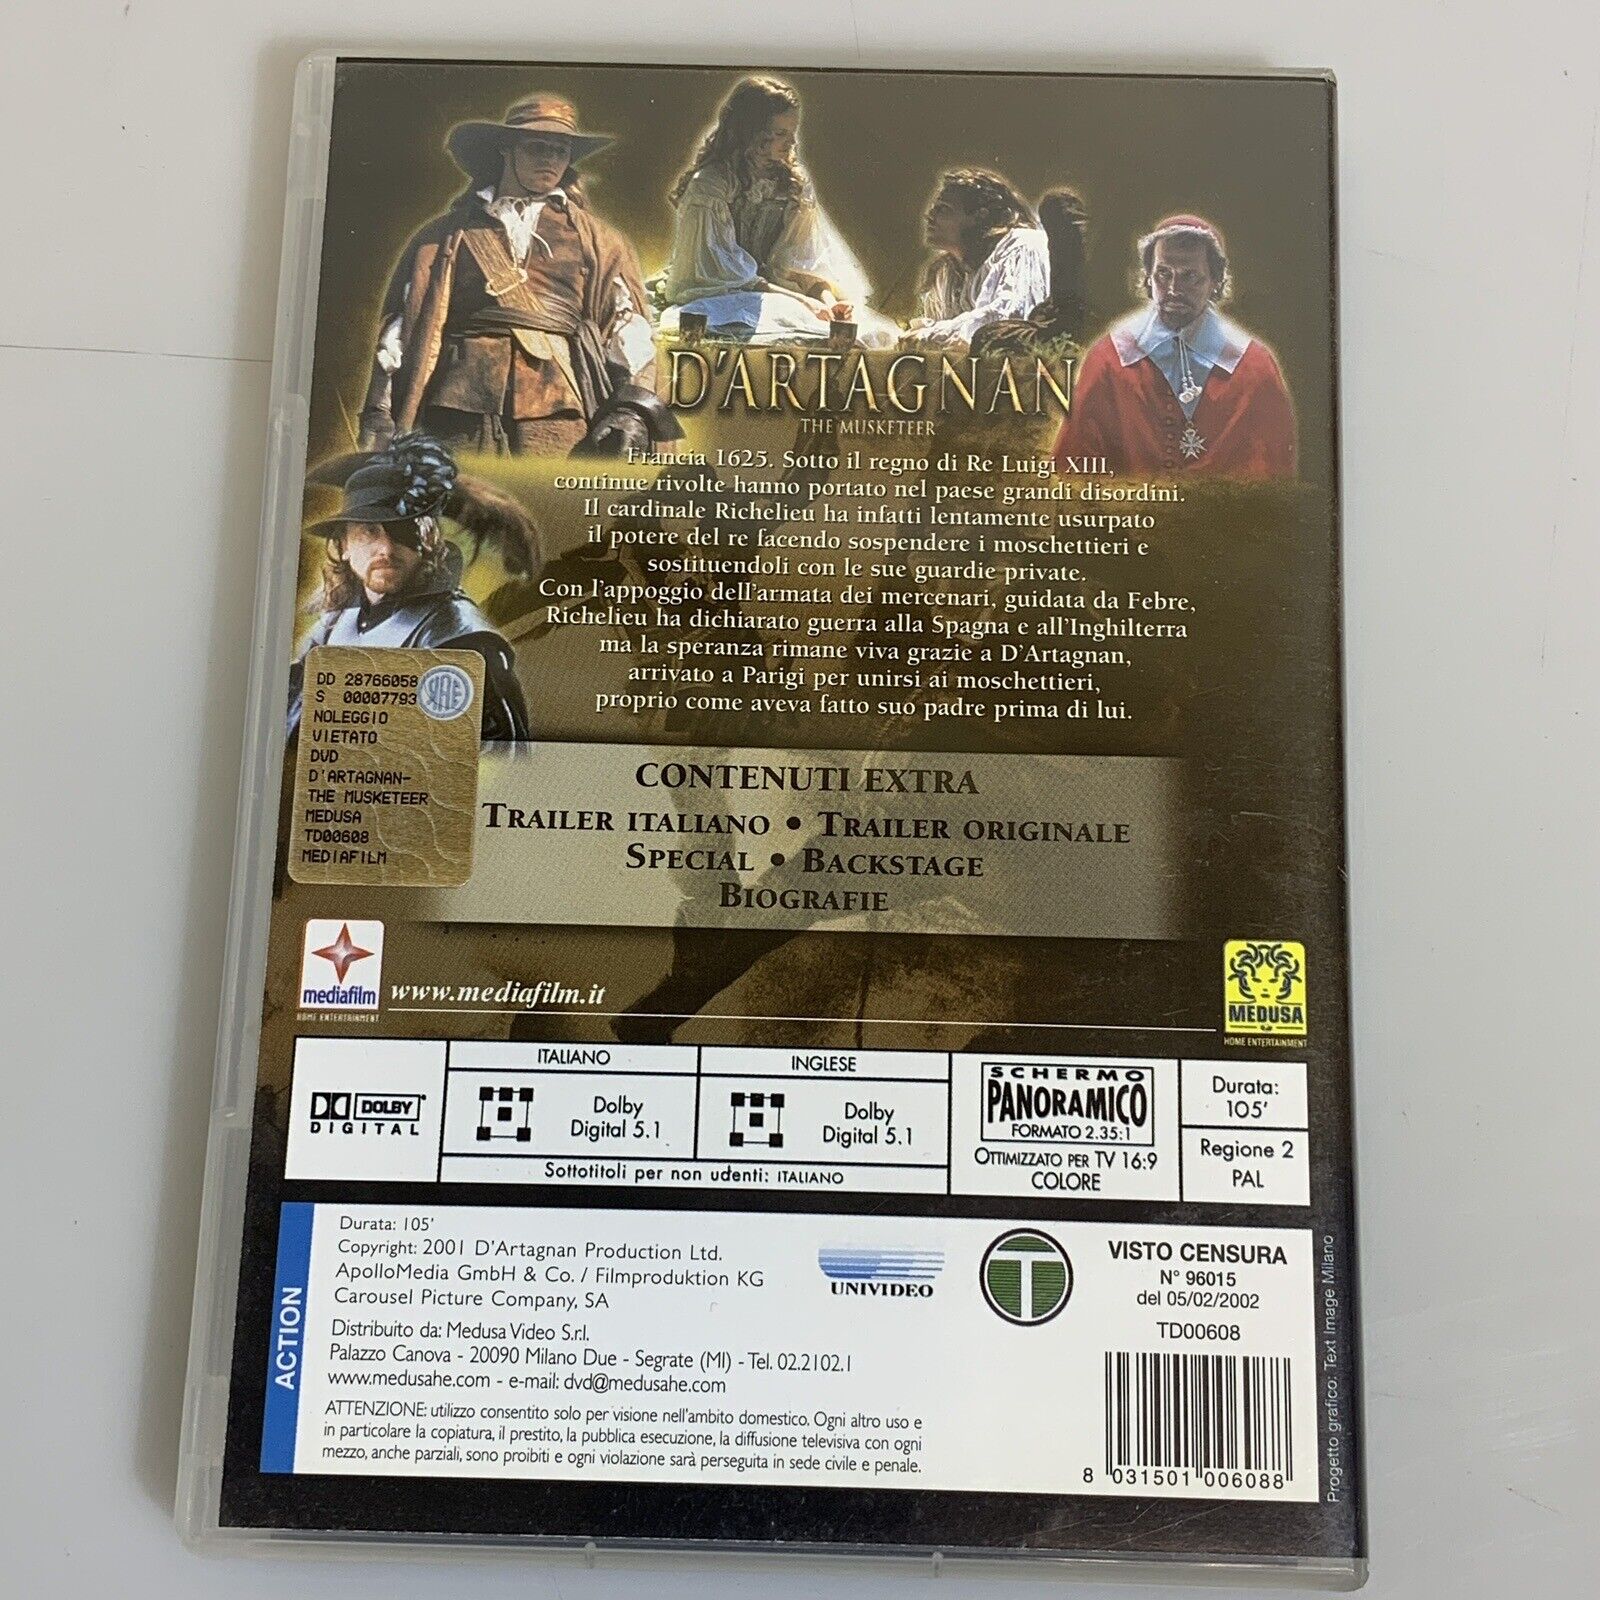 D'ARTAGNAN
THE MUSKETEER
Francia 1625. Sotto il regno di Re Luigi XIII,
continue rivolte hanno portato nel paese grandi disordini.
Il cardinale Richelieu ha infatti lentamente usurpato
il potere del re facendo sospendere i moschettieri e
sostituendoli con le sue guardie private.
Con l'appoggio dell'armata dei mercenari, guidata da Febre,
Richelieu ha dichiarato guerra alla Spagna e all'Inghilterra
ma la speranza rimane viva grazie a D'Artagnan,
arrivato a Parigi per unirsi ai moschettieri,
proprio come aveva fatto suo padre prima di lui.
DD 28766058
S 00007793
NOLEGGIO
VIETATO
DVD
D'ARTAGNAN-
THE MUSKETEER
MEDUSA
TD00608
MEDIAFILM
SIAE
CONTENUTI EXTRA
TRAILER ITALIANO • TRAILER ORIGINALE
SPECIAL • BACKSTAGE
BIOGRAFIE
mediafilm
HOME ENTERTAINMENT
www.mediafilm.it
MEDUSA
HOME ENTERTAINMENT
DOLBY
DIGITAL
ITALIANO
Dolby
Digital 5.1
INGLESE
Dolby
Digital 5.1
Sottotitoli per non udenti: ITALIANO
SCHERMO
PANORAMICO
FORMATO 2.35:1
OTTIMIZZATO PER TV 16:9
COLORE
Durata:
105'
Regione 2
PAL
ACTION
Durata: 105'
Copyright: 2001 D'Artagnan Production Ltd.
ApolloMedia GmbH & Co. / Filmproduktion KG
Carousel Picture Company, SA
Distribuito da: Medusa Video S.r.l.
Palazzo Canova - 20090 Milano Due - Segrate (MI) - Tel. 02.2102.1
www.medusahe.com - e-mail: dvd@medusahe.com
ATTENZIONE: utilizzo consentito solo per visione nell'ambito domestico. Ogni altro uso e
in particolare la copiatura, il prestito, la pubblica esecuzione, la diffusione televisiva con ogni
mezzo, anche parziali, sono proibiti e ogni violazione sarà perseguita in sede civile e penale.
UNIVIDEO
T
VISTO CENSURA
N° 96015
del 05/02/2002
TD00608
8 031501 006088
Progetto grafico: Text Image Milano